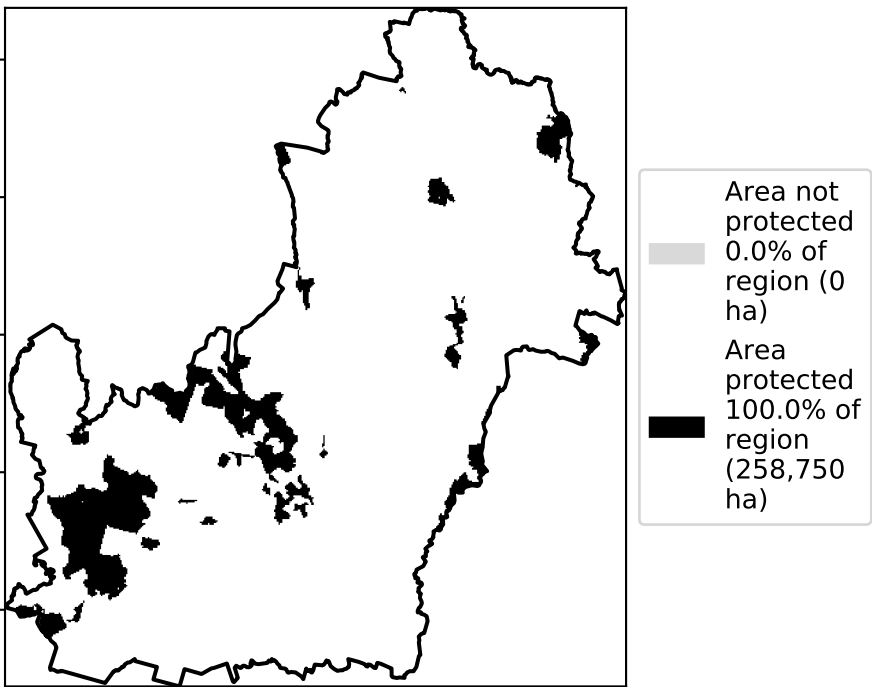 Area not
protected
0.0% of
region (0
ha)
Area
protected
100.0% of
region
(258,750
ha)